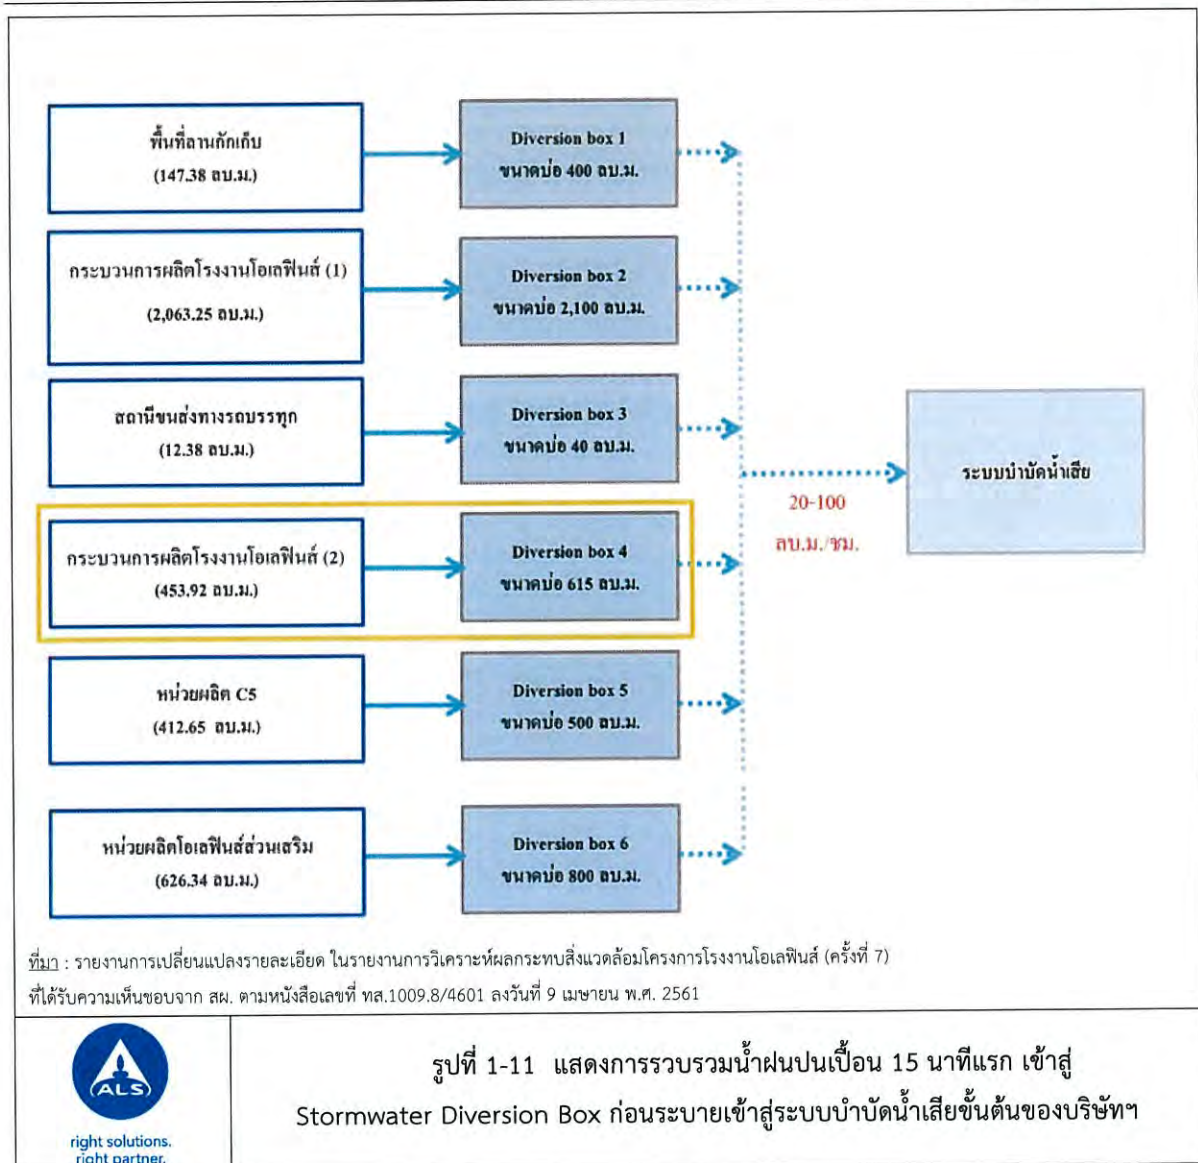 พื้นที่ลานกักเก็บ
(147.38 ลบ.ม.)
Diversion box 1
ขนาดบ่อ 400 ลบ.ม.
กระบวนการผลิตโรงงานโอเลฟินส์ (1)
(2,063.25 ลบ.ม.)
Diversion box 2
ขนาดบ่อ 2,100 ลบ.ม.
สถานีขนส่งทางรถบรรทุก
(12.38 ลบ.ม.)
Diversion box 3
ขนาดบ่อ 40 ลบ.ม.
ระบบบำบัดน้ำเสีย
20-100
ลบ.ม./ชม.
กระบวนการผลิตโรงงานโอเลฟินส์ (2)
(453.92 ลบ.ม.)
Diversion box 4
ขนาดบ่อ 615 ลบ.ม.
หน่วยผลิต C5
(412.65 ลบ.ม.)
Diversion box 5
ขนาดบ่อ 500 ลบ.ม.
หน่วยผลิตโอเลฟินส์ส่วนเสริม
(626.34 ลบ.ม.)
Diversion box 6
ขนาดบ่อ 800 ลบ.ม.
ที่มา : รายงานการเปลี่ยนแปลงรายละเอียด ในรายงานการวิเคราะห์ผลกระทบสิ่งแวดล้อมโครงการโรงงานโอเลฟินส์ (ครั้งที่ 7)
ที่ได้รับความเห็นชอบจาก สผ. ตามหนังสือเลขที่ ทส.1009.8/4601 ลงวันที่ 9 เมษายน พ.ศ. 2561
ALS
right solutions.
right partner.
รูปที่ 1-11 แสดงการรวบรวมน้ำฝนปนเปื้อน 15 นาทีแรก เข้าสู่
Stormwater Diversion Box ก่อนระบายเข้าสู่ระบบบำบัดน้ำเสียขั้นต้นของบริษัทฯ